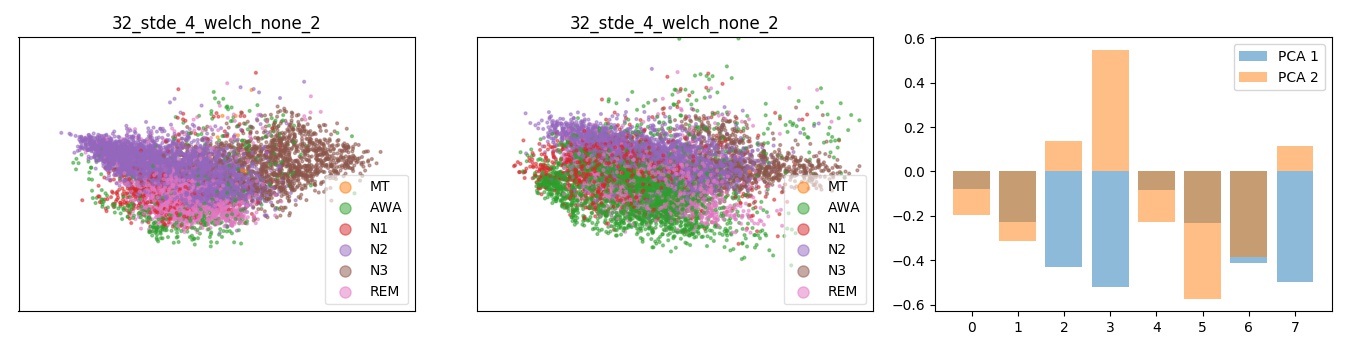 32_stde_4_welch_none_2
MT
AWA
N1
N2
N3
REM
32_stde_4_welch_none_2
MT
AWA
N1
N2
N3
REM
0.6
0.4
0.2
0.0
−0.2
−0.4
−0.6
PCA 1
PCA 2
0 1 2 3 4 5 6 7